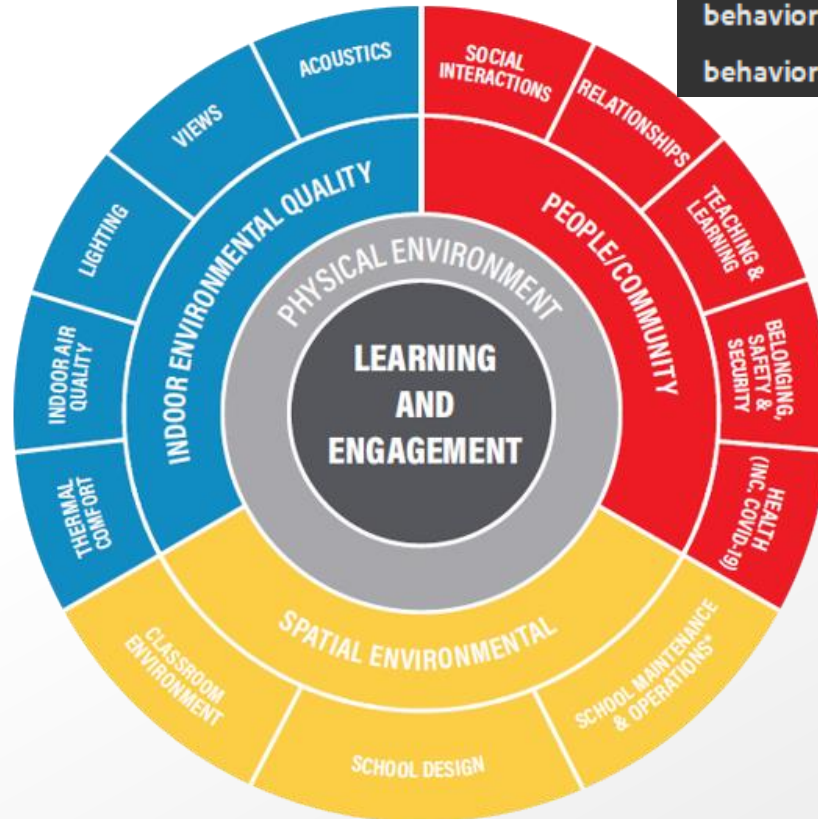 behavior
behavior
ACOUSTICS
VIEWS
LIGHTING
INDOOR AIR
QUALITY
THERMAL
COMFORT
INDOOR ENVIRONMENTAL QUALITY
SOCIAL
INTERACTIONS
RELATIONSHIPS
TEACHING &
LEARNING
BELONGING,
SAFETY &
SECURITY
HEALTH
(INC. COVID-19)
PEOPLE/COMMUNITY
PHYSICAL ENVIRONMENT
LEARNING
AND
ENGAGEMENT
SPATIAL ENVIRONMENTAL
CLASSROOM
ENVIRONMENT
SCHOOL DESIGN
SCHOOL MAINTENANCE
& OPERATIONS*